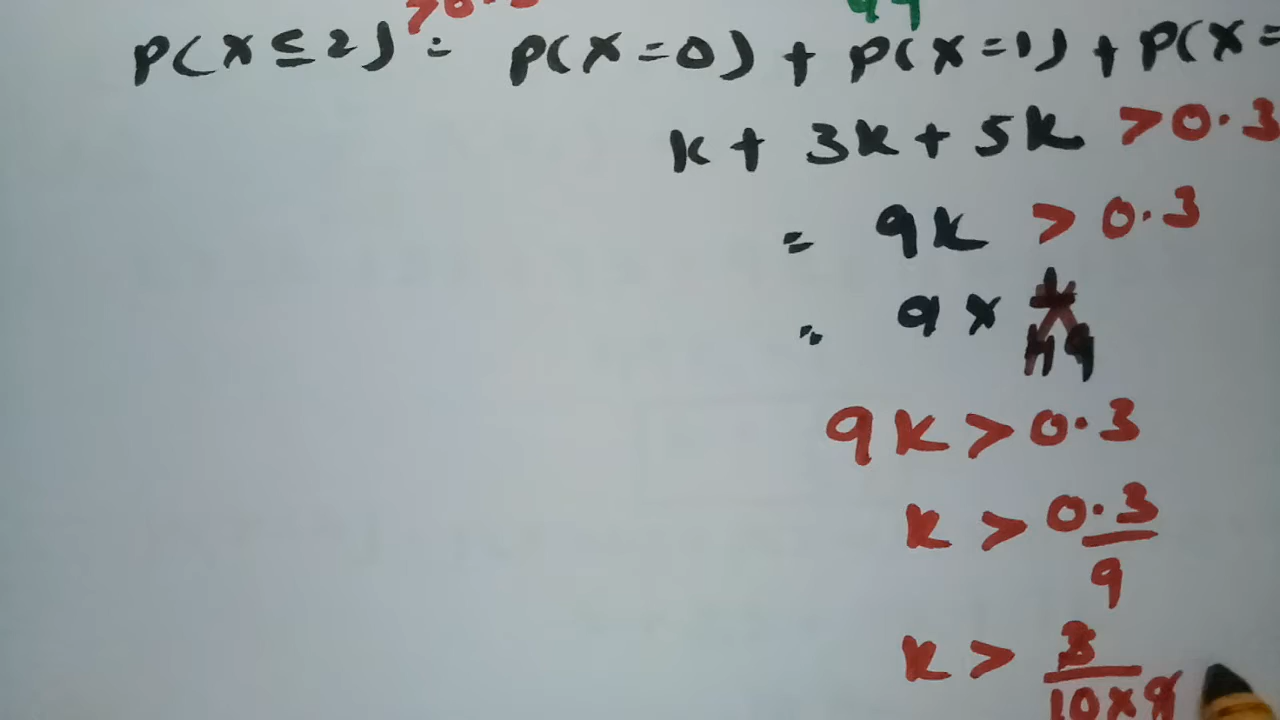 P(X≤2) = P(X=0) + P(X=1) + P(X=
k + 3k + 5k >0.3
= 9k > 0.3
= 9 ×
9k > 0.3
k > 0.3/9
k > 3/10×9